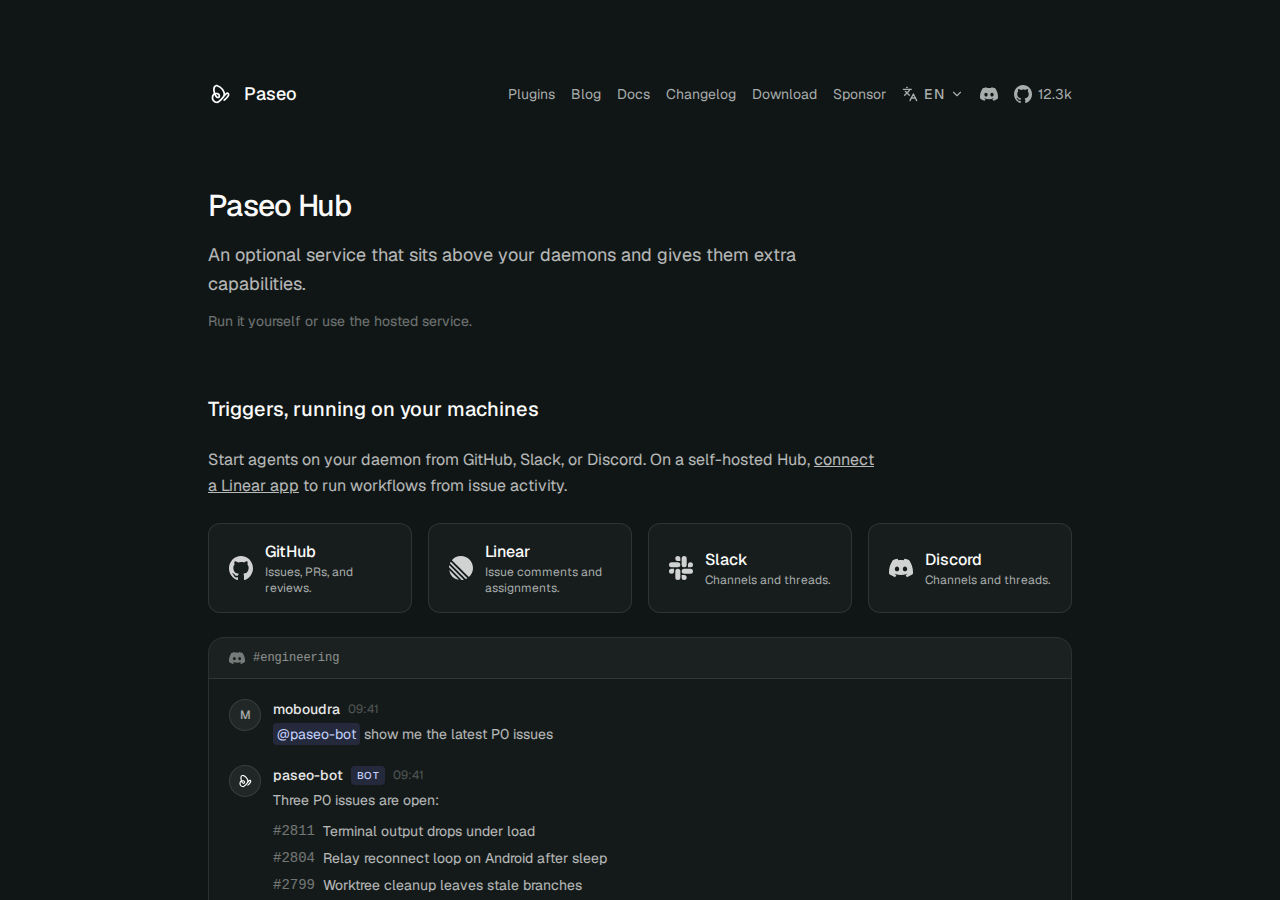 Paseo
Plugins Blog Docs Changelog Download Sponsor EN 12.3k
Paseo Hub
An optional service that sits above your daemons and gives them extra
capabilities.
Run it yourself or use the hosted service.
Triggers, running on your machines
Start agents on your daemon from GitHub, Slack, or Discord. On a self-hosted Hub, connect
a Linear app to run workflows from issue activity.
GitHub
Issues, PRs, and
reviews.
Linear
Issue comments and
assignments.
Slack
Channels and threads.
Discord
Channels and threads.
#engineering
M
moboudra 09:41
@paseo-bot show me the latest P0 issues
paseo-bot BOT 09:41
Three P0 issues are open:
#2811 Terminal output drops under load
#2804 Relay reconnect loop on Android after sleep
#2799 Worktree cleanup leaves stale branches